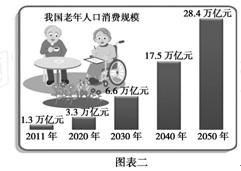 我国老年人口消费规模
28.4 万亿元
17.5 万亿元
6.6 万亿元
3.3 万亿元
1.3 万亿元
2011 年 2020 年 2030 年 2040 年 2050 年
图表二